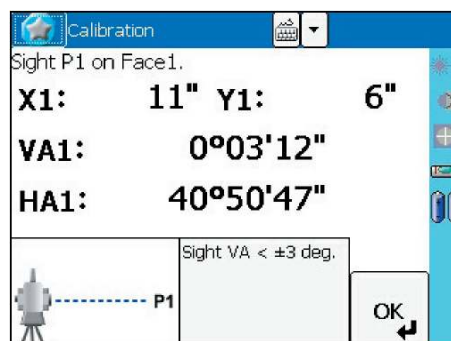 Calibration
Sight P1 on Face1.
X1: 11" Y1: 6"
VA1: 0°03'12"
HA1: 40°50'47"
Sight VA < ±3 deg.
P1
OK